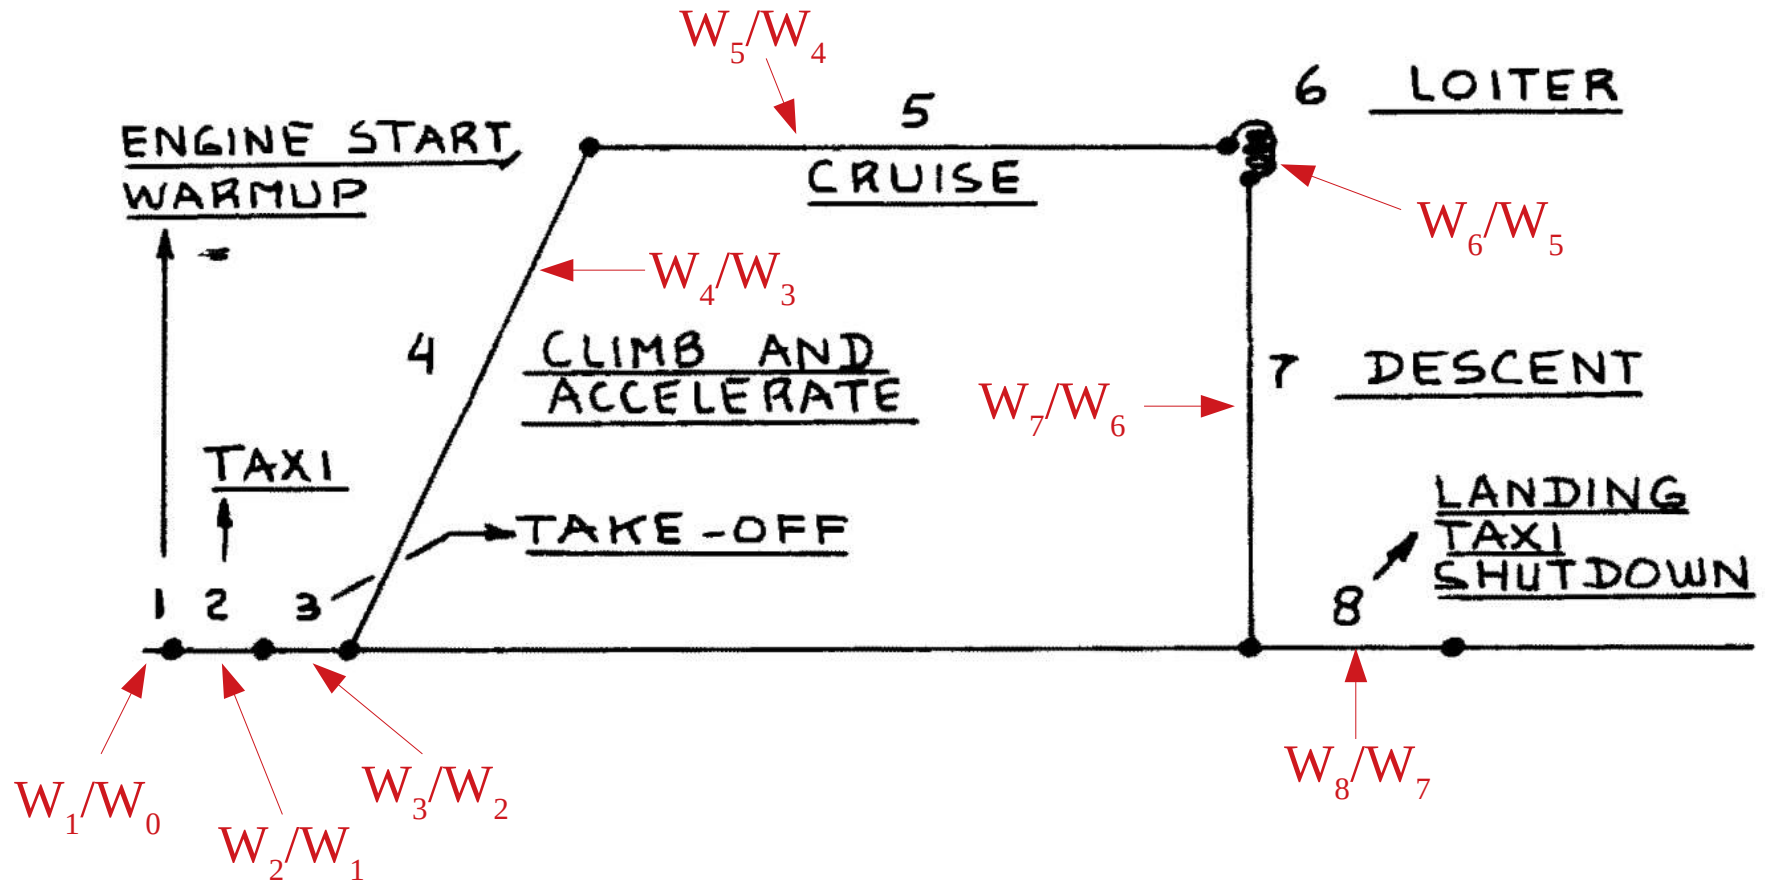 W5/W4
5
6 LOITER
ENGINE START,
WARMUP
CRUISE
W6/W5
W4/W3
4
CLIMB AND
ACCELERATE
W7/W6
7 DESCENT
TAXI
TAKE-OFF
LANDING
TAXI
SHUTDOWN
1 2 3
8
W1/W0
W2/W1
W3/W2
W8/W7